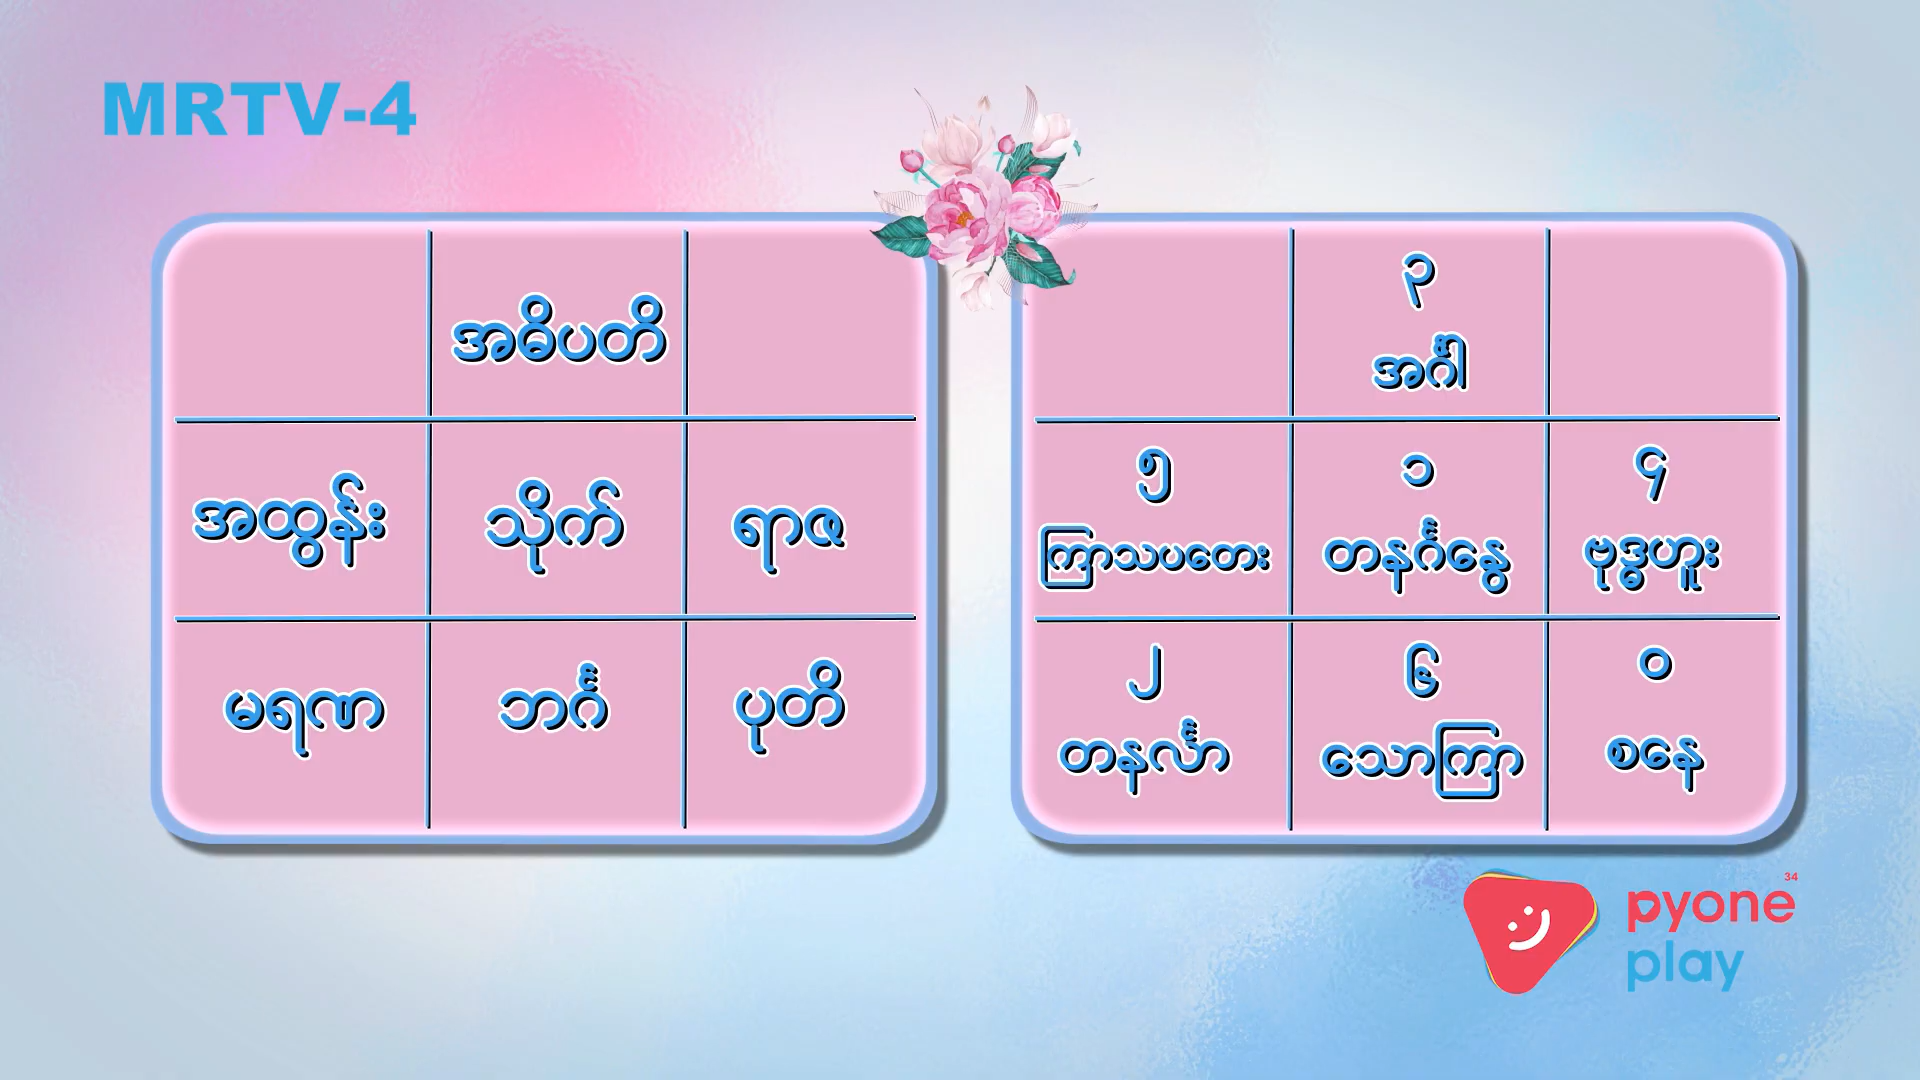 MRTV-4
အဓိပတိ
အထွန်း သိုက် ရာဇ
မရဏ ဘင်္ဂ ပုတိ
၃
အင်္ဂါ
၅ ၁ ၄
ကြာသပတေး တနင်္ဂနွေ ဗုဒ္ဓဟူး
၂ ၆ ၀
တနင်္လာ သောကြာ စနေ
34
pyone
play